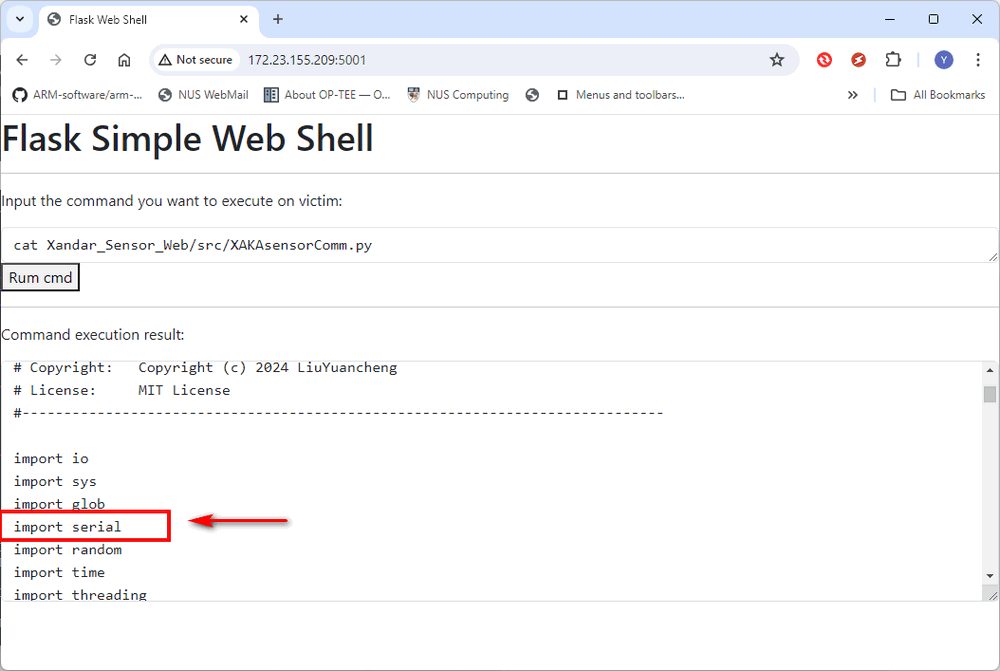 Flask Web Shell
Not secure 172.23.155.209:5001 Y
ARM-software/arm-... NUS WebMail About OP-TEE — O... NUS Computing Menus and toolbars... All Bookmarks
Flask Simple Web Shell
Input the command you want to execute on victim:
cat Xandar_Sensor_Web/src/XAKAsensorComm.py
Rum cmd
Command execution result:
# Copyright: Copyright (c) 2024 LiuYuancheng
# License: MIT License
#-----------------------------------------------------------------------------
import io
import sys
import glob
import serial
import random
import time
import threading